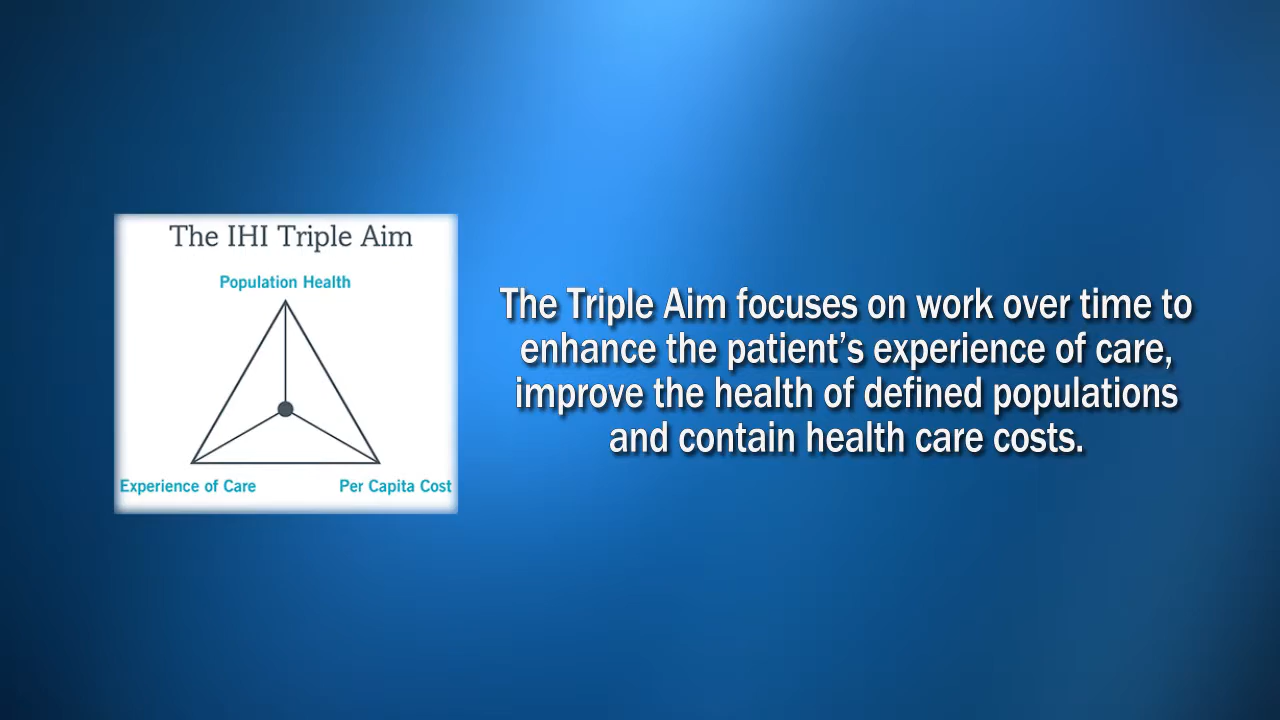 The IHI Triple Aim
Population Health
Experience of Care
Per Capita Cost
The Triple Aim focuses on work over time to
enhance the patient’s experience of care,
improve the health of defined populations
and contain health care costs.